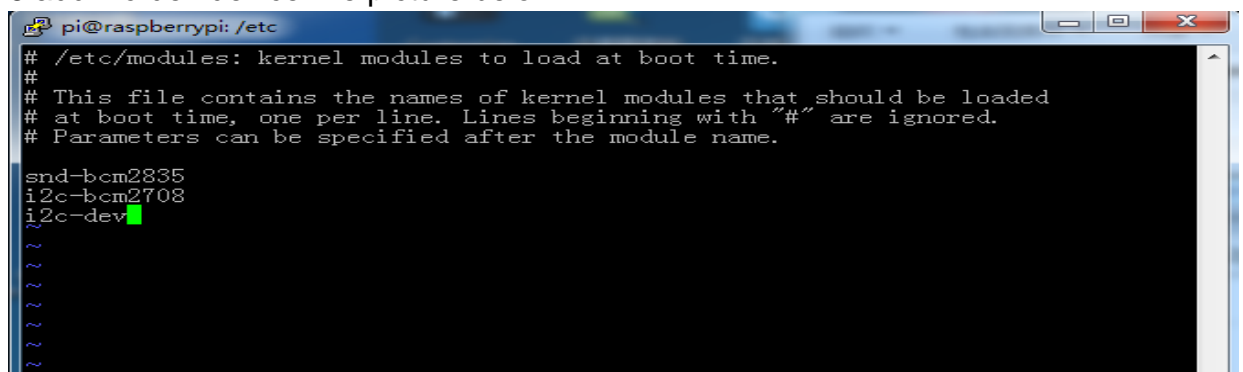 pi@raspberrypi: /etc
# /etc/modules: kernel modules to load at boot time.
#
# This file contains the names of kernel modules that should be loaded
# at boot time, one per line. Lines beginning with "#" are ignored.
# Parameters can be specified after the module name.
snd-bcm2835
i2c-bcm2708
i2c-dev
~
~
~
~
~
~
~
~